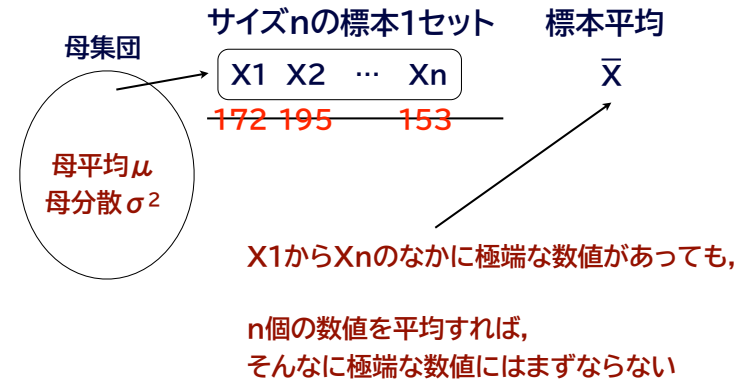 サイズnの標本1セット 標本平均
母集団
X1 X2 … Xn X̅
172 195 153
母平均μ
母分散σ²
X1からXnのなかに極端な数値があっても,
n個の数値を平均すれば,
そんなに極端な数値にはまずならない